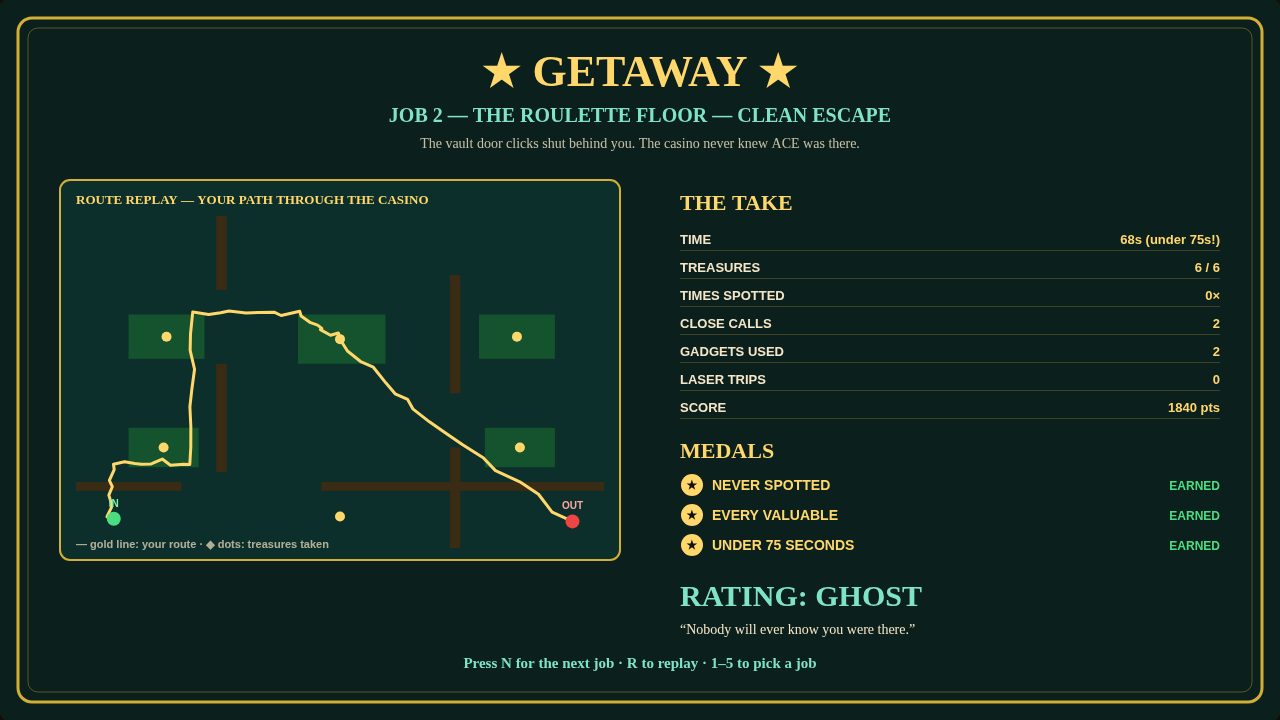 ★ GETAWAY ★
JOB 2 — THE ROULETTE FLOOR — CLEAN ESCAPE
The vault door clicks shut behind you. The casino never knew ACE was there.
ROUTE REPLAY — YOUR PATH THROUGH THE CASINO
IN
OUT
— gold line: your route · ◆ dots: treasures taken
THE TAKE
TIME 68s (under 75s!)
TREASURES 6 / 6
TIMES SPOTTED 0×
CLOSE CALLS 2
GADGETS USED 2
LASER TRIPS 0
SCORE 1840 pts
MEDALS
★ NEVER SPOTTED EARNED
★ EVERY VALUABLE EARNED
★ UNDER 75 SECONDS EARNED
RATING: GHOST
“Nobody will ever know you were there.”
Press N for the next job · R to replay · 1–5 to pick a job